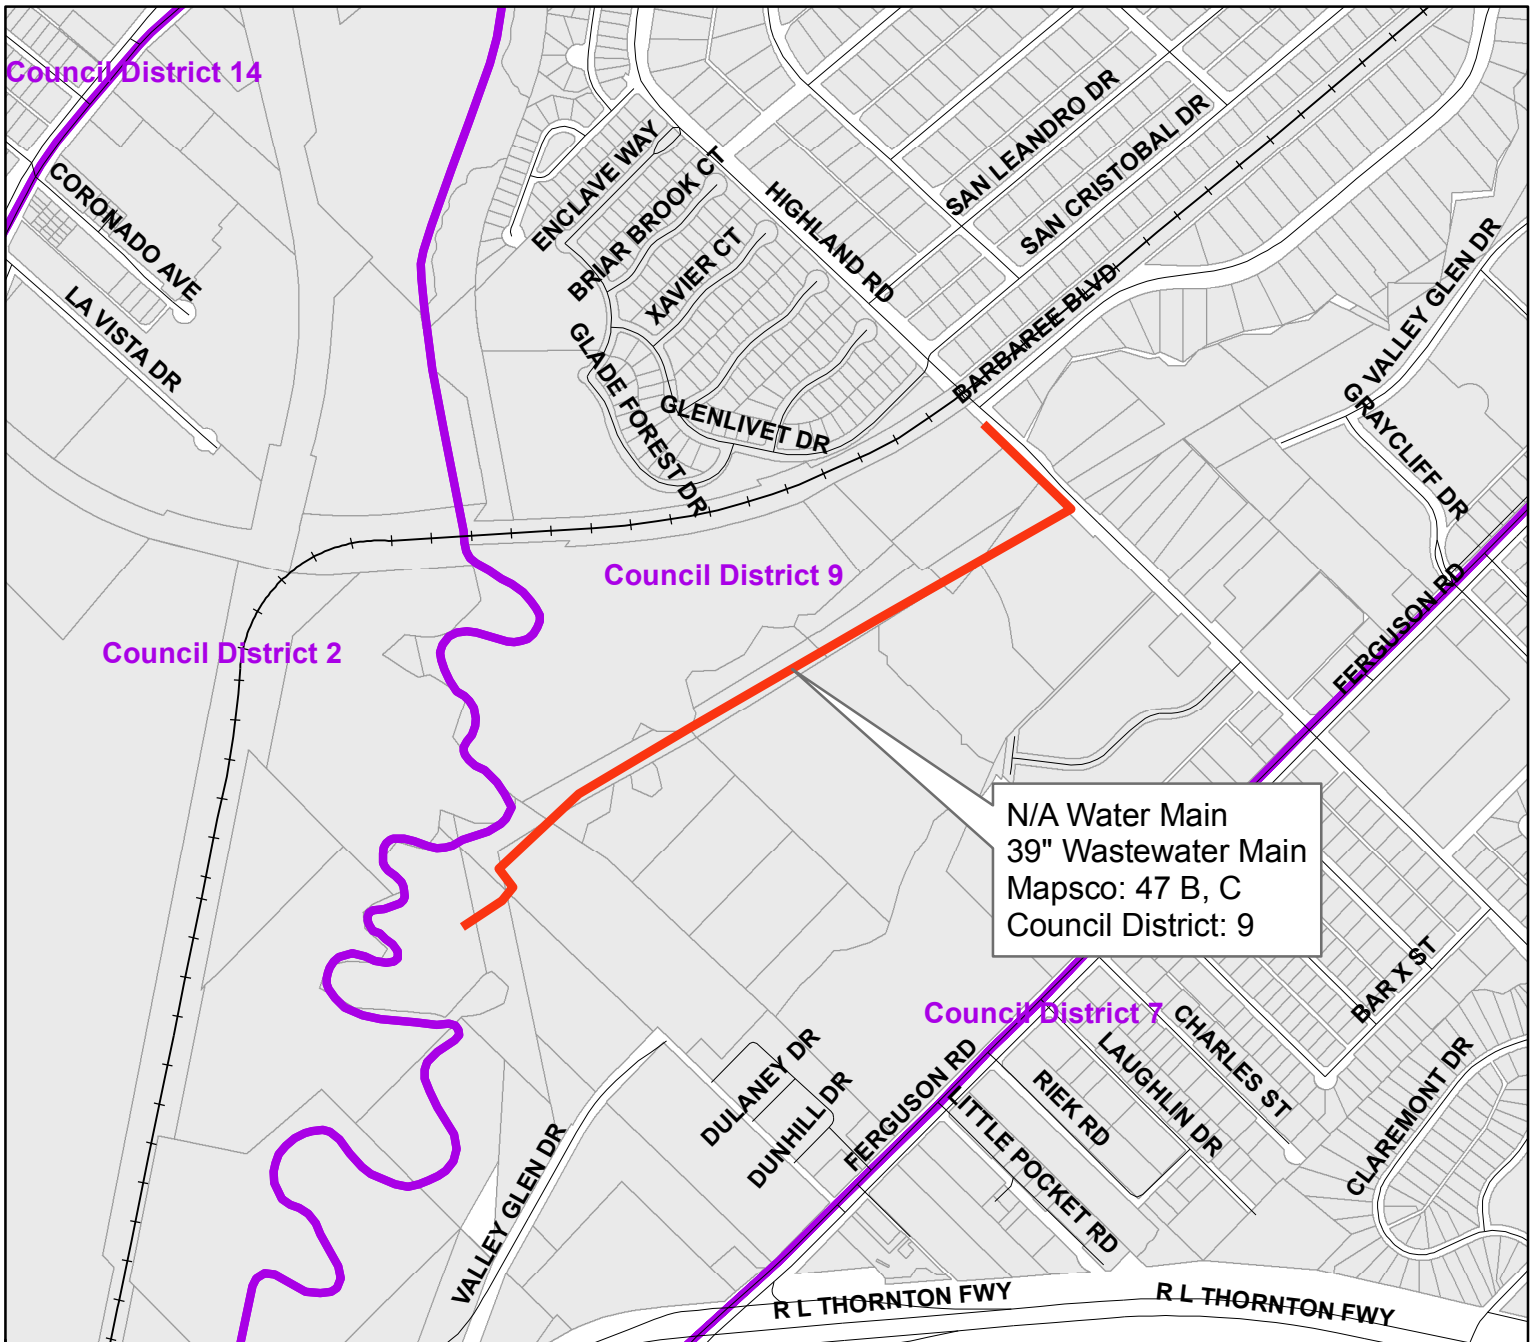 Council District 14
CORONADO AVE
LA VISTA DR
ENCLAVE WAY
BRIAR BROOK CT
XAVIER CT
HIGHLAND RD
SAN LEANDRO DR
SAN CRISTOBAL DR
BARBAREE BLVD
GLADE FOREST DR
GLENLIVET DR
G VALLEY GLEN DR
GRAYCLIFF DR
Council District 9
Council District 2
FERGUSON RD
N/A Water Main
39" Wastewater Main
Mapsco: 47 B, C
Council District: 9
BAR X ST
Council District 7
CHARLES ST
LAUGHLIN DR
RIEK RD
LITTLE POCKET RD
CLAREMONT DR
DULANEY DR
DUNHILL DR
FERGUSON RD
VALLEY GLEN DR
R L THORNTON FWY
R L THORNTON FWY